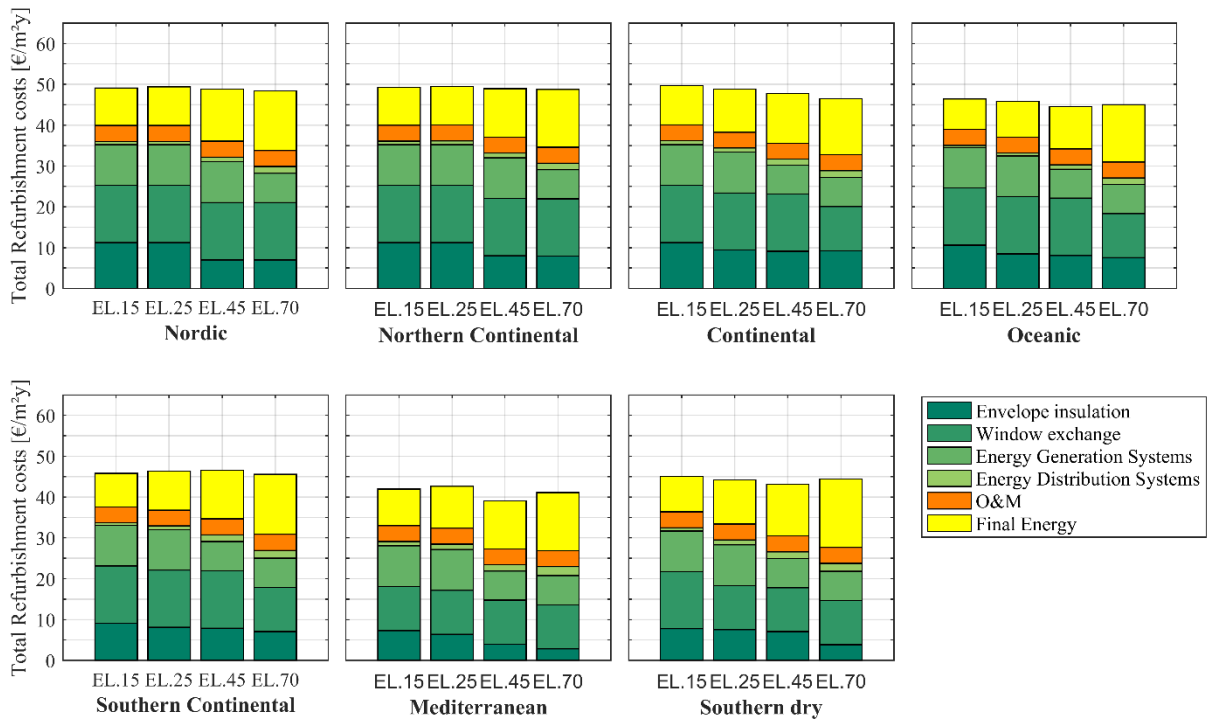 Total Refurbishment costs [€/m²y]
60
50
40
30
20
10
0
EL.15 EL.25 EL.45 EL.70
Nordic
EL.15 EL.25 EL.45 EL.70
Northern Continental
EL.15 EL.25 EL.45 EL.70
Continental
EL.15 EL.25 EL.45 EL.70
Oceanic
Total Refurbishment costs [€/m²y]
60
50
40
30
20
10
0
EL.15 EL.25 EL.45 EL.70
Southern Continental
EL.15 EL.25 EL.45 EL.70
Mediterranean
EL.15 EL.25 EL.45 EL.70
Southern dry
Envelope insulation
Window exchange
Energy Generation Systems
Energy Distribution Systems
O&M
Final Energy